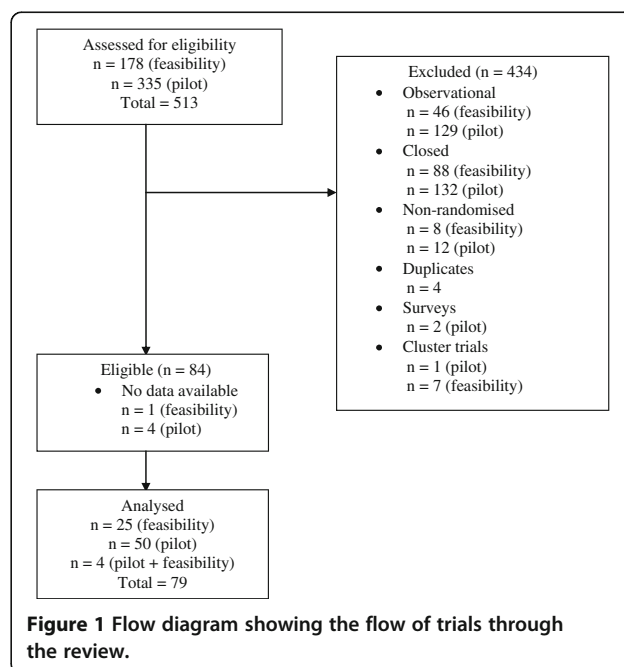 Assessed for eligibility
n = 178 (feasibility)
n = 335 (pilot)
Total = 513
Excluded (n = 434)
• Observational
n = 46 (feasibility)
n = 129 (pilot)
• Closed
n = 88 (feasibility)
n = 132 (pilot)
• Non-randomised
n = 8 (feasibility)
n = 12 (pilot)
• Duplicates
n = 4
• Surveys
n = 2 (pilot)
• Cluster trials
n = 1 (pilot)
n = 7 (feasibility)
Eligible (n = 84)
• No data available
n = 1 (feasibility)
n = 4 (pilot)
Analysed
n = 25 (feasibility)
n = 50 (pilot)
n = 4 (pilot + feasibility)
Total = 79
Figure 1 Flow diagram showing the flow of trials through
the review.